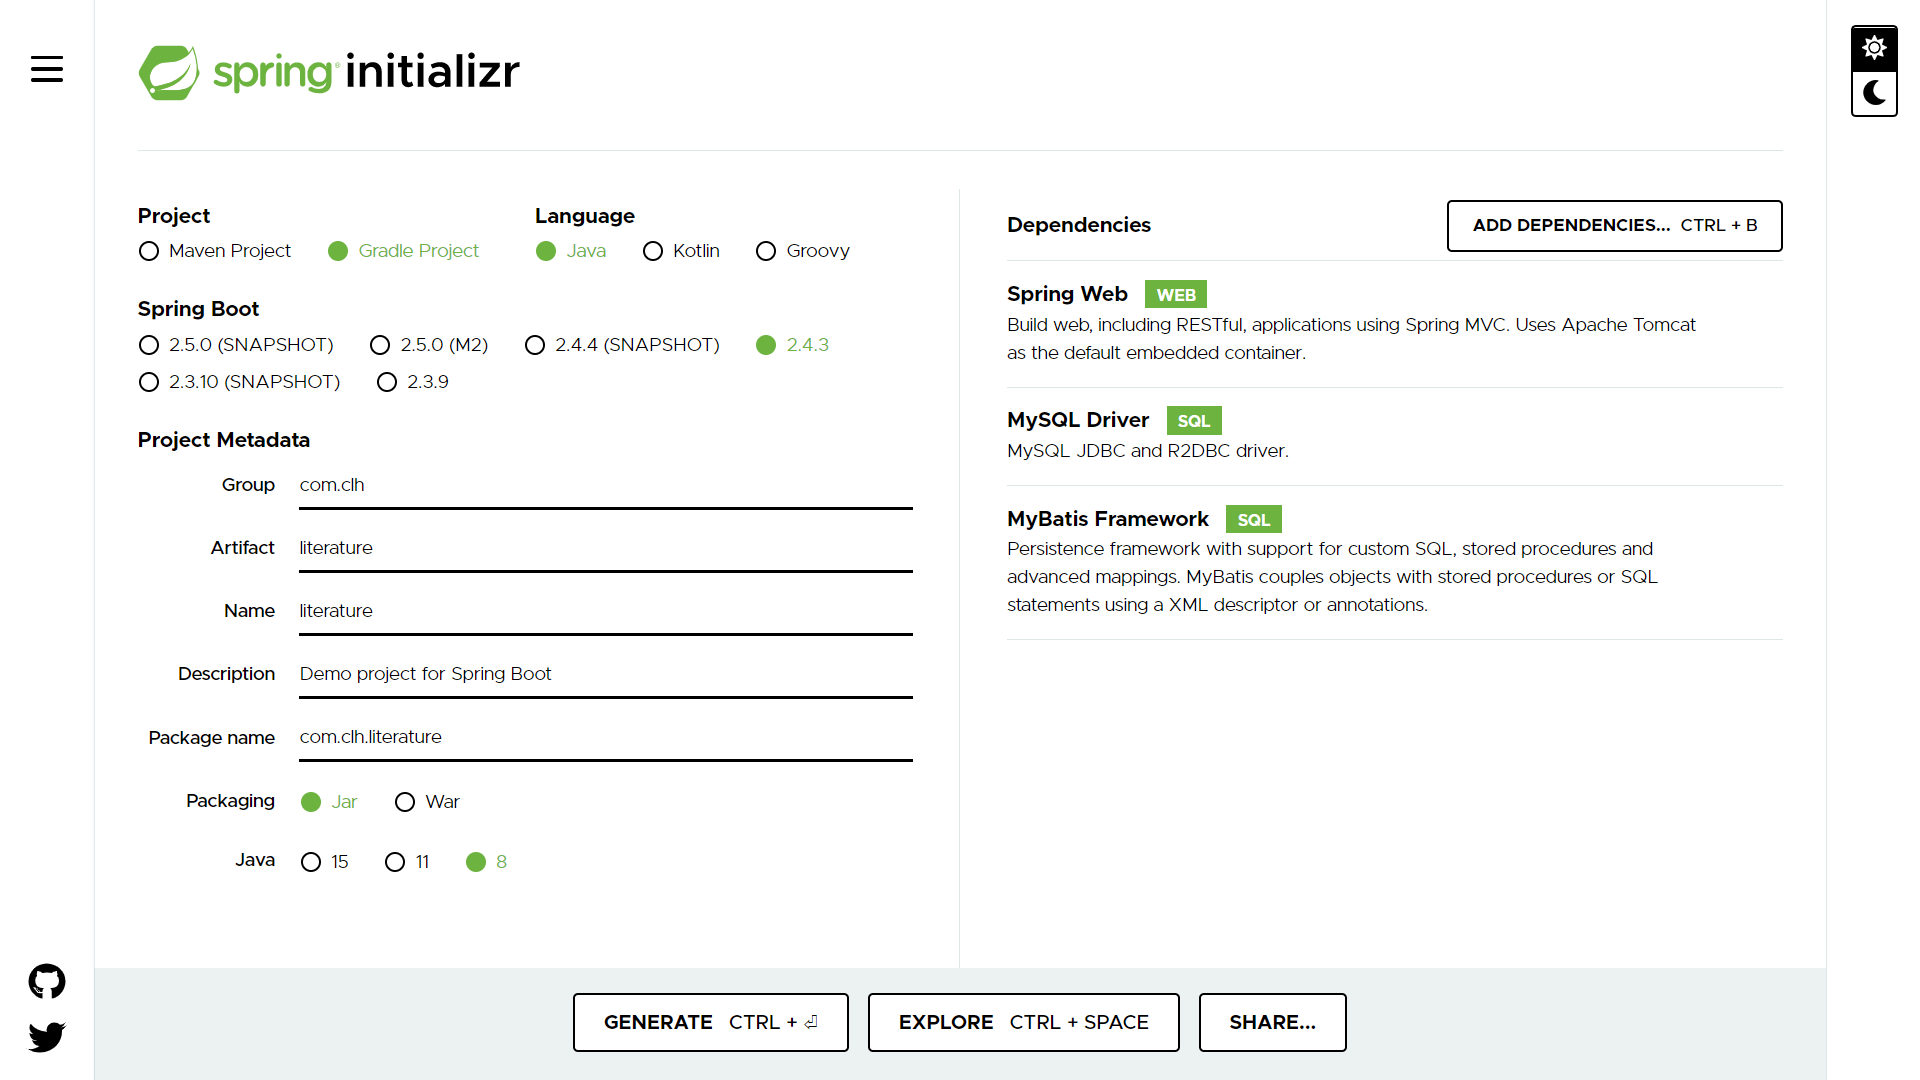 spring initializr
Project
Maven Project
Gradle Project
Language
Java
Kotlin
Groovy
Spring Boot
2.5.0 (SNAPSHOT)
2.5.0 (M2)
2.4.4 (SNAPSHOT)
2.4.3
2.3.10 (SNAPSHOT)
2.3.9
Project Metadata
Group
com.clh
Artifact
literature
Name
literature
Description
Demo project for Spring Boot
Package name
com.clh.literature
Packaging
Jar
War
Java
15
11
8
Dependencies
ADD DEPENDENCIES... CTRL + B
Spring Web WEB
Build web, including RESTful, applications using Spring MVC. Uses Apache Tomcat
as the default embedded container.
MySQL Driver SQL
MySQL JDBC and R2DBC driver.
MyBatis Framework SQL
Persistence framework with support for custom SQL, stored procedures and
advanced mappings. MyBatis couples objects with stored procedures or SQL
statements using a XML descriptor or annotations.
GENERATE CTRL + ⏎
EXPLORE CTRL + SPACE
SHARE...